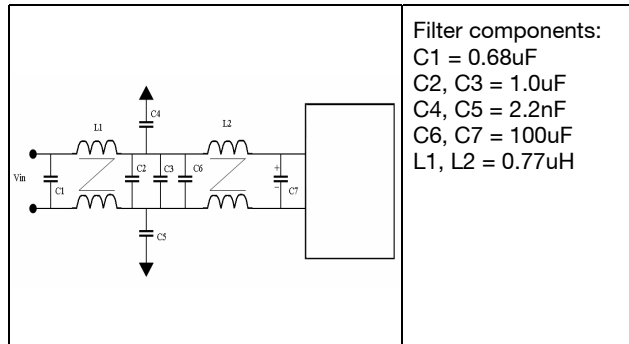 Filter components:
C1 = 0.68uF
C2, C3 = 1.0uF
C4, C5 = 2.2nF
C6, C7 = 100uF
L1, L2 = 0.77uH
C4
L1
L2
Vin
C1
C2
C3
C6
+
−
C7
C5